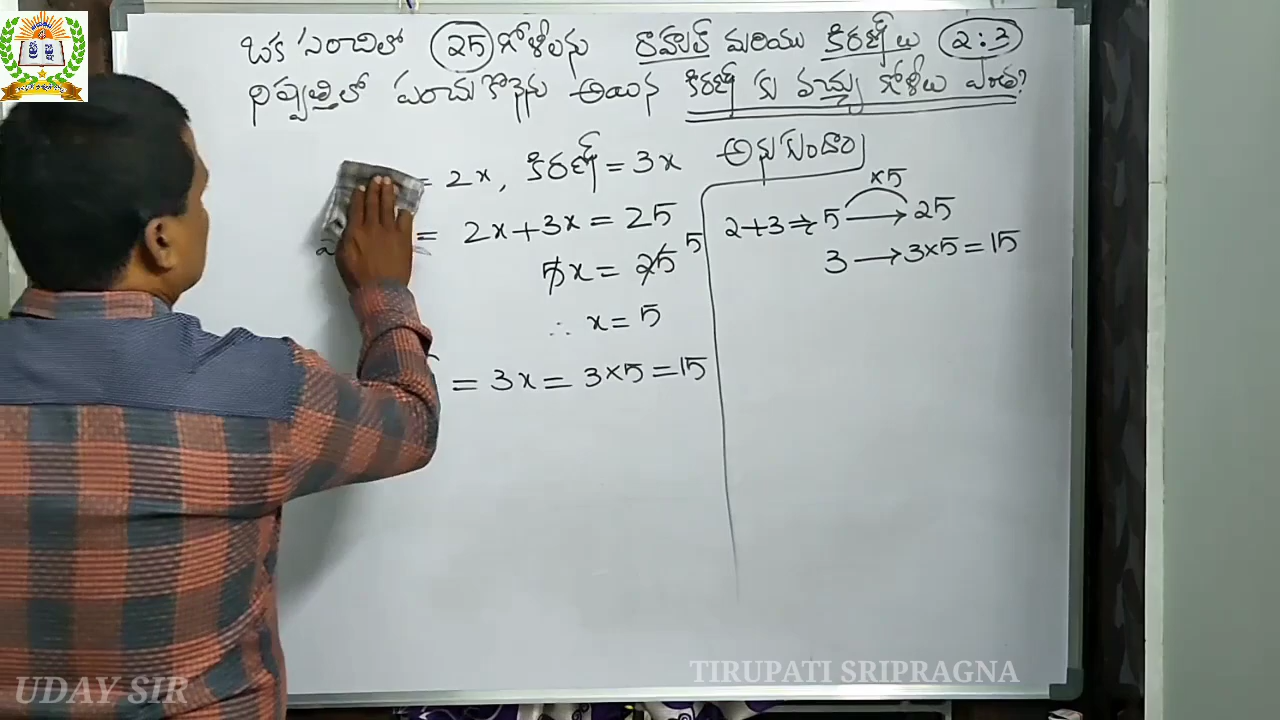 ఒక సంచిలో 25 గోళీలను రాహుల్ మరియు కిరణ్ లు 2:3
నిష్పత్తిలో పంచుకొనెను అయిన కిరణ్ కు వచ్చు గోళీలు ఎంత?
= 2x, కిరణ్ = 3x అనుకుందాం
= 2x+3x = 25
5x = 25 5
∴ x = 5
= 3x = 3×5 = 15
×5
2+3 ⇒ 5 → 25
3 → 3×5 = 15
UDAY SIR
TIRUPATI SRIPRAGNA